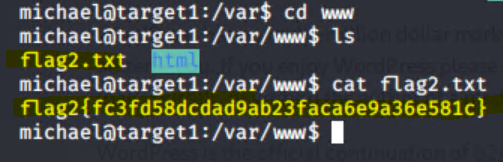 michael@target1:/var$ cd www
michael@target1:/var/www$ ls
flag2.txt html
michael@target1:/var/www$ cat flag2.txt
flag2{fc3fd58dcdad9ab23faca6e9a36e581c}
michael@target1:/var/www$